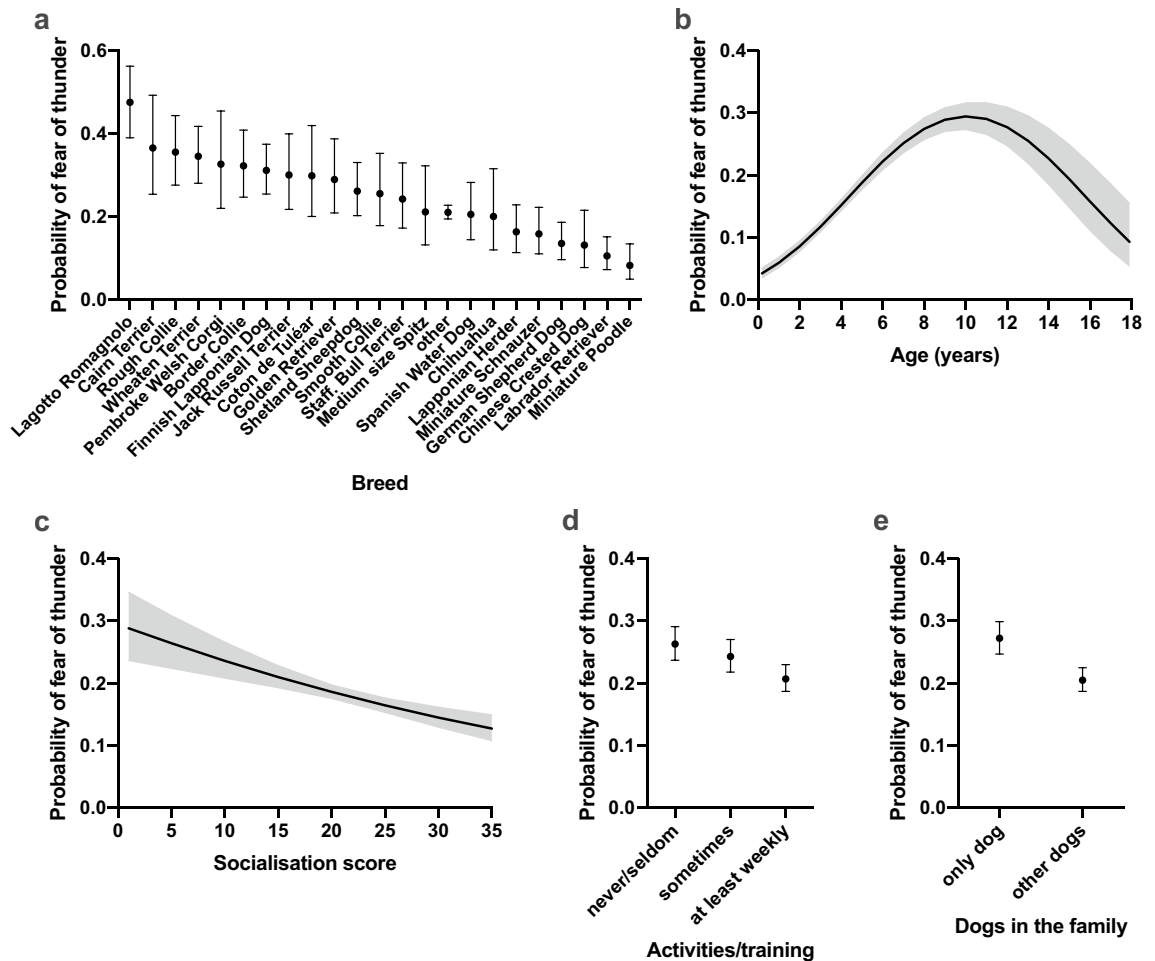 a
Probability of fear of thunder
0.6
0.4
0.2
0.0
Lagotto Romagnolo
Cairn Terrier
Rough Collie
Wheaten Terrier
Pembroke Welsh Corgi
Border Collie
Finnish Lapponian Dog
Jack Russell Terrier
Coton de Tuléar
Golden Retriever
Shetland Sheepdog
Smooth Collie
Staff. Bull Terrier
Medium size Spitz
other
Spanish Water Dog
Chihuahua
Lapponian Herder
Miniature Schnauzer
German Shepherd Dog
Chinese Crested Dog
Labrador Retriever
Miniature Poodle
Breed
b
Probability of fear of thunder
0.4
0.3
0.2
0.1
0.0
0 2 4 6 8 10 12 14 16 18
Age (years)
c
Probability of fear of thunder
0.4
0.3
0.2
0.1
0.0
0 5 10 15 20 25 30 35
Socialisation score
d
Probability of fear of thunder
0.4
0.3
0.2
0.1
0.0
never/seldom
sometimes
at least weekly
Activities/training
e
Probability of fear of thunder
0.4
0.3
0.2
0.1
0.0
only dog
other dogs
Dogs in the family